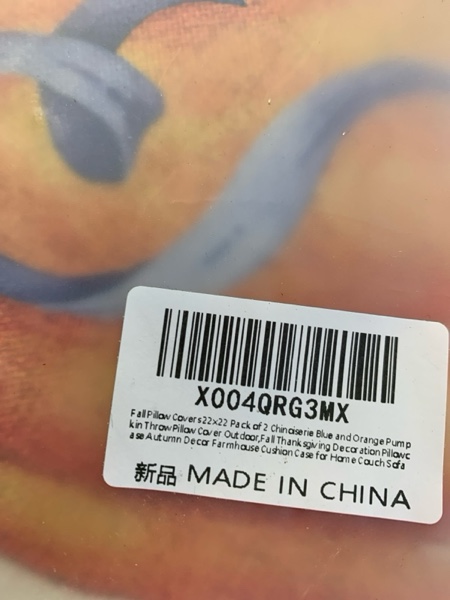 X004QRG3MX
Fall Pillow Covers 22x22 Pack of 2 Chinoiserie Blue and Orange Pump
kin Throw Pillow Cover Outdoor,Fall Thanksgiving Decoration Pillowc
ase Autumn Decor Farmhouse Cushion Case for Home Couch Sofa
新品 MADE IN CHINA